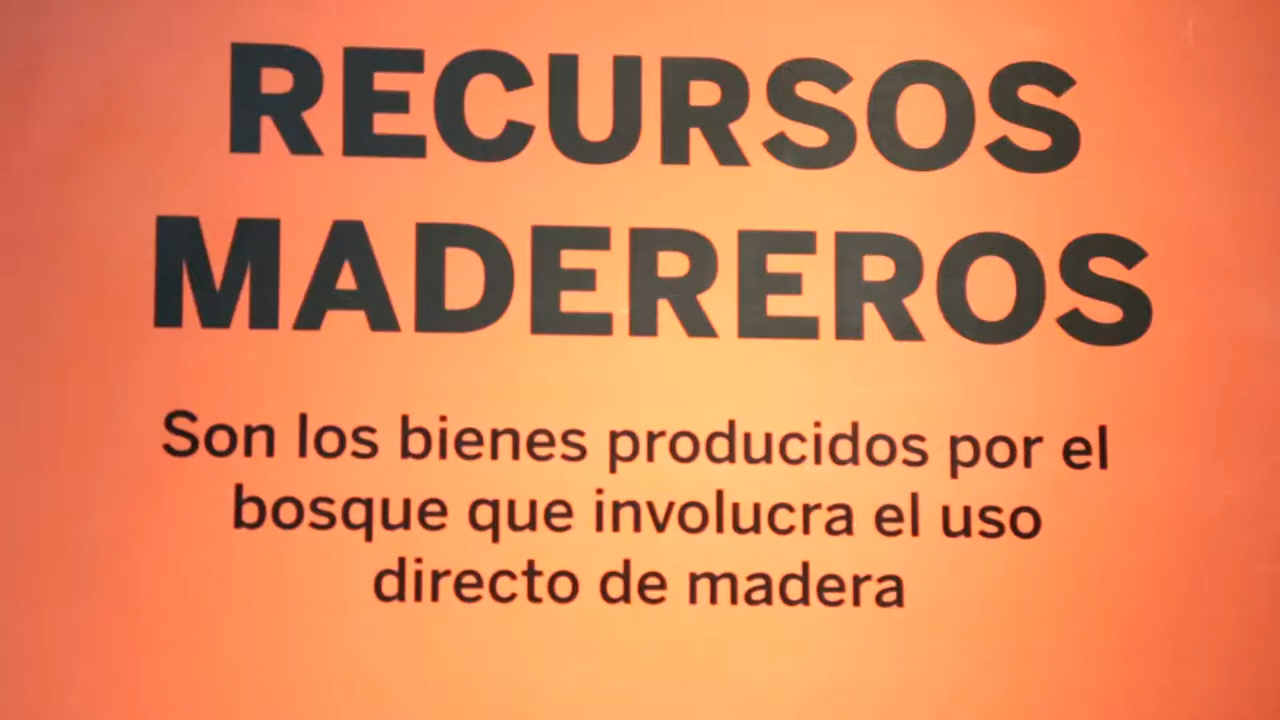 RECURSOS
MADEREROS
Son los bienes producidos por el
bosque que involucra el uso
directo de madera